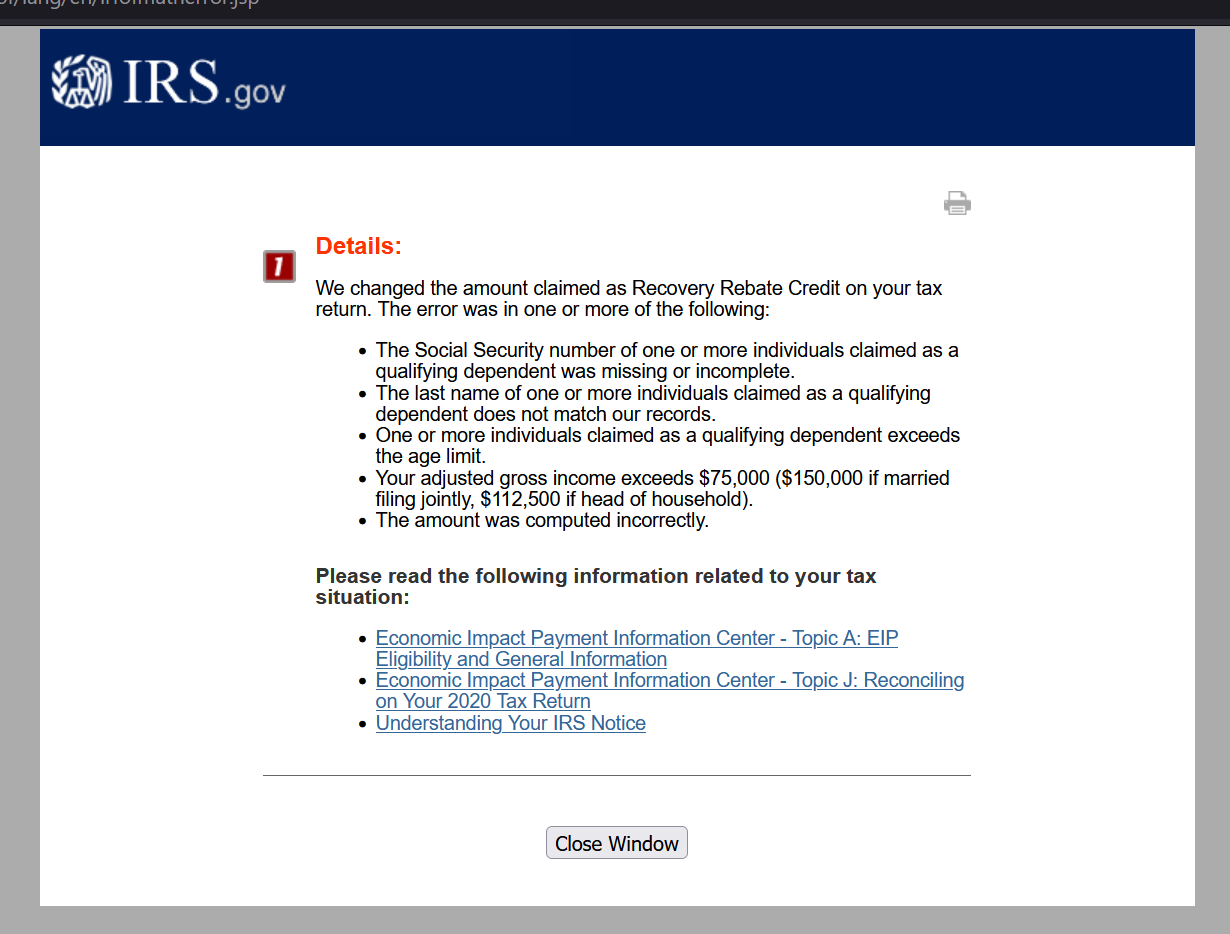 IRS.gov
1
Details:
We changed the amount claimed as Recovery Rebate Credit on your tax
return. The error was in one or more of the following:
• The Social Security number of one or more individuals claimed as a
qualifying dependent was missing or incomplete.
• The last name of one or more individuals claimed as a qualifying
dependent does not match our records.
• One or more individuals claimed as a qualifying dependent exceeds
the age limit.
• Your adjusted gross income exceeds $75,000 ($150,000 if married
filing jointly, $112,500 if head of household).
• The amount was computed incorrectly.
Please read the following information related to your tax
situation:
• Economic Impact Payment Information Center - Topic A: EIP
Eligibility and General Information
• Economic Impact Payment Information Center - Topic J: Reconciling
on Your 2020 Tax Return
• Understanding Your IRS Notice
Close Window